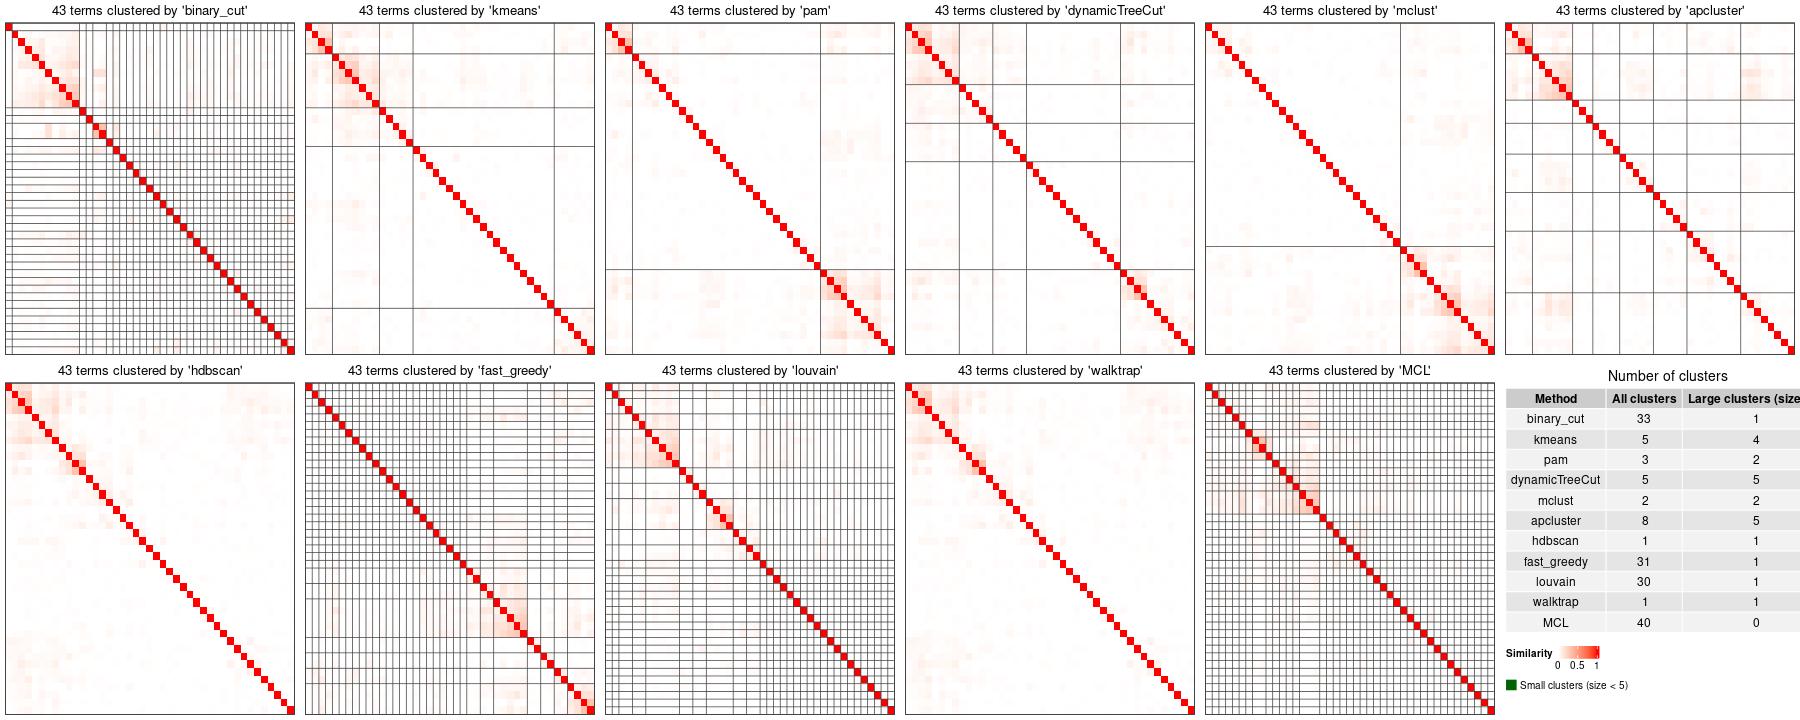 43 terms clustered by 'binary_cut'
43 terms clustered by 'kmeans'
43 terms clustered by 'pam'
43 terms clustered by 'dynamicTreeCut'
43 terms clustered by 'mclust'
43 terms clustered by 'apcluster'
43 terms clustered by 'hdbscan'
43 terms clustered by 'fast_greedy'
43 terms clustered by 'louvain'
43 terms clustered by 'walktrap'
43 terms clustered by 'MCL'
Number of clusters
Method All clusters Large clusters (size
binary_cut 33 1
kmeans 5 4
pam 3 2
dynamicTreeCut 5 5
mclust 2 2
apcluster 8 5
hdbscan 1 1
fast_greedy 31 1
louvain 30 1
walktrap 1 1
MCL 40 0
Similarity
0 0.5 1
Small clusters (size < 5)